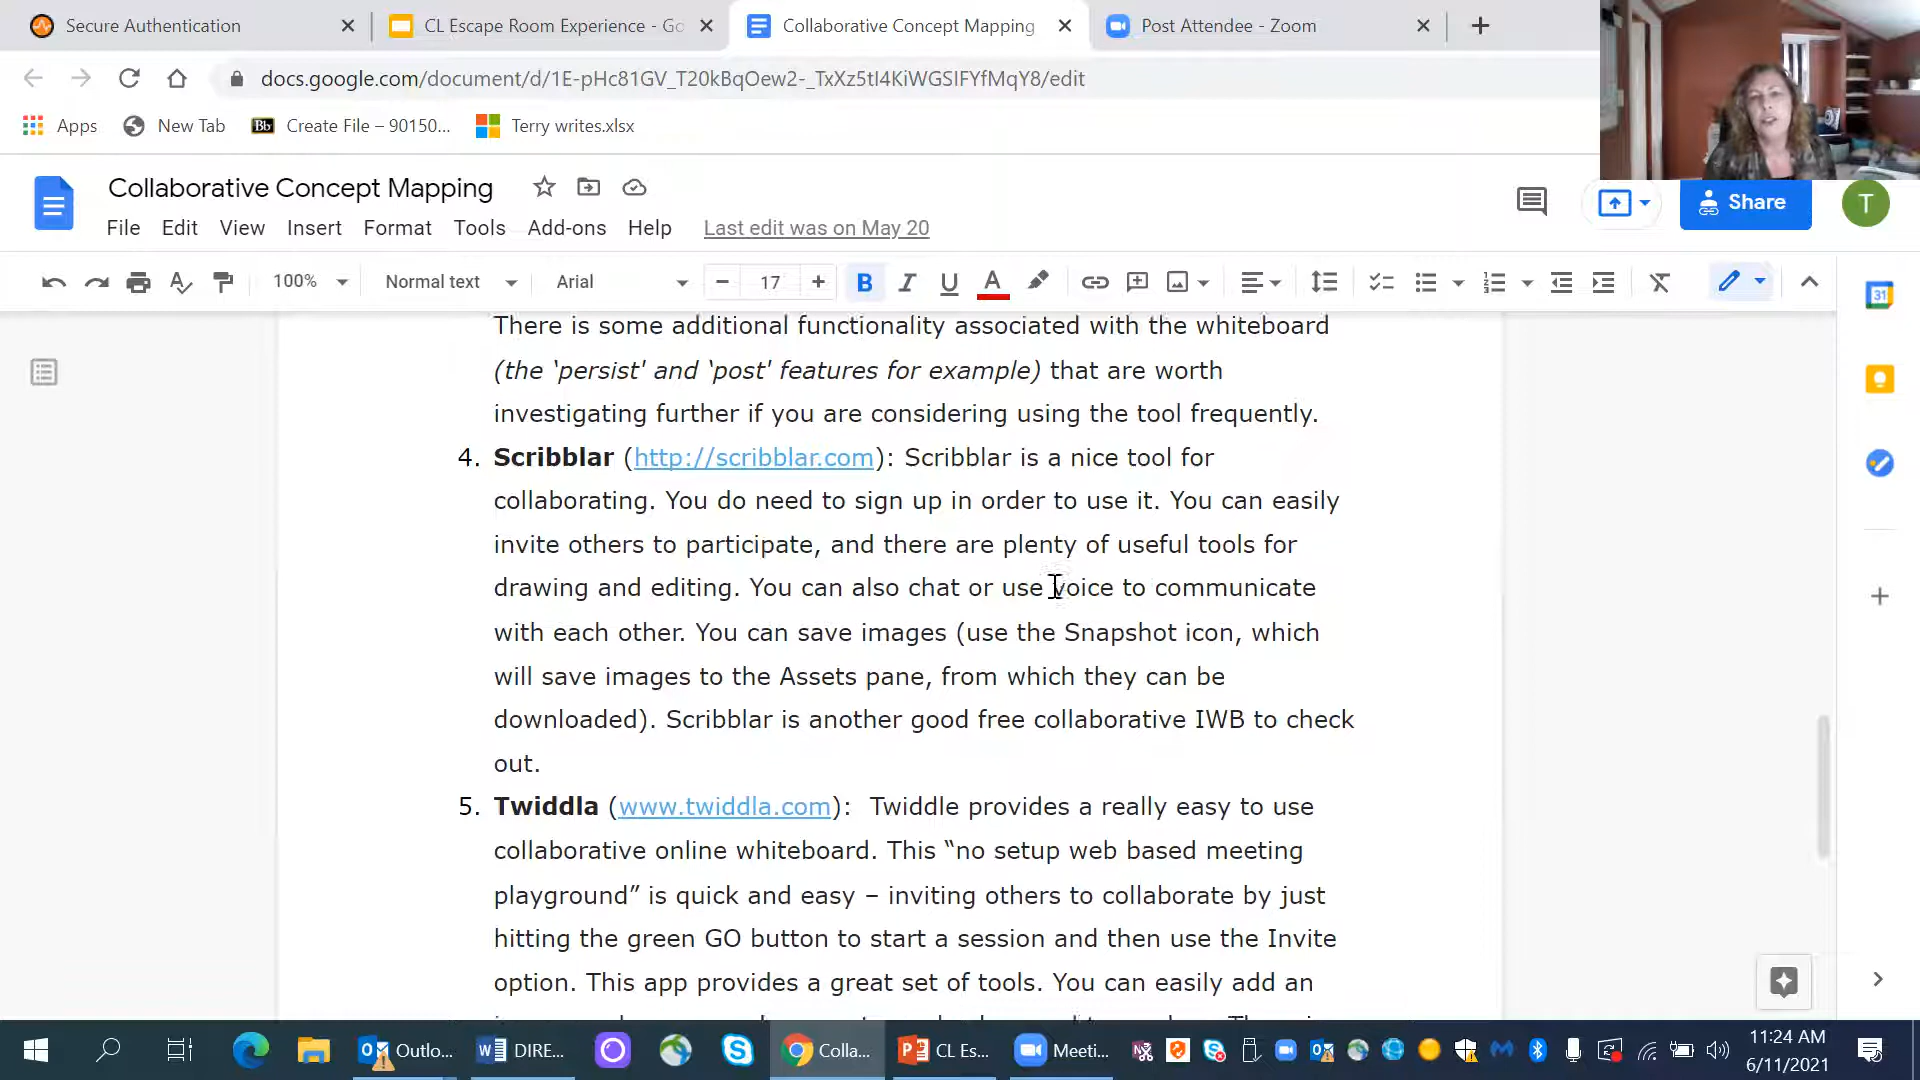 Secure Authentication
CL Escape Room Experience - Go
Collaborative Concept Mapping
Post Attendee - Zoom
docs.google.com/document/d/1E-pHc81GV_T20kBqOew2-_TxXz5tI4KiWGSIFYfMqY8/edit
Apps
New Tab
Bb Create File – 90150...
Terry writes.xlsx
Collaborative Concept Mapping
File Edit View Insert Format Tools Add-ons Help Last edit was on May 20
Share
T
100% Normal text Arial 17 B I U A
31
There is some additional functionality associated with the whiteboard
(the ‘persist' and ‘post' features for example) that are worth
investigating further if you are considering using the tool frequently.
4. Scribblar (http://scribblar.com): Scribblar is a nice tool for
collaborating. You do need to sign up in order to use it. You can easily
invite others to participate, and there are plenty of useful tools for
drawing and editing. You can also chat or use voice to communicate
with each other. You can save images (use the Snapshot icon, which
will save images to the Assets pane, from which they can be
downloaded). Scribblar is another good free collaborative IWB to check
out.
5. Twiddla (www.twiddla.com):  Twiddle provides a really easy to use
collaborative online whiteboard. This “no setup web based meeting
playground” is quick and easy – inviting others to collaborate by just
hitting the green GO button to start a session and then use the Invite
option. This app provides a great set of tools. You can easily add an
Outlo...
DIRE...
Colla...
CL Es...
Meeti...
11:24 AM
6/11/2021